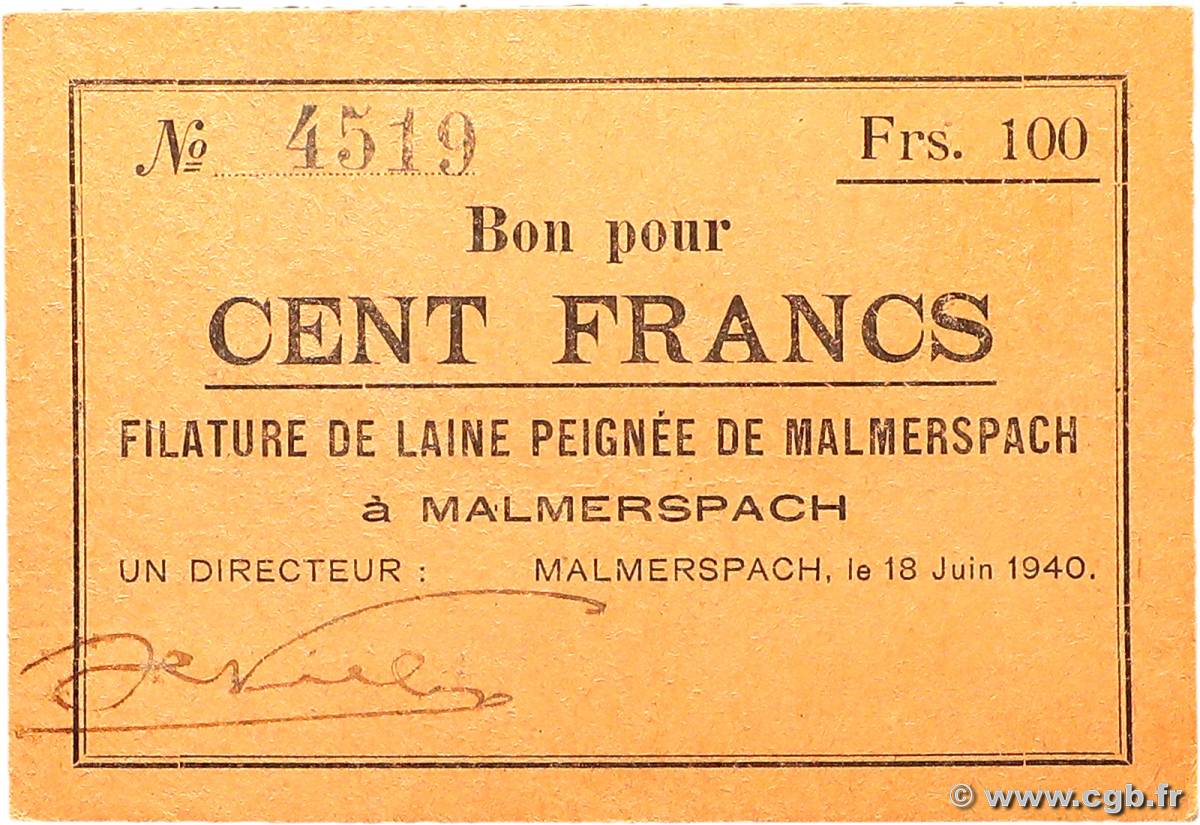 No 4519 Frs. 100
Bon pour
CENT FRANCS
FILATURE DE LAINE PEIGNÉE DE MALMERSPACH
à MALMERSPACH
UN DIRECTEUR : MALMERSPACH, le 18 Juin 1940.
© www.cgb.fr